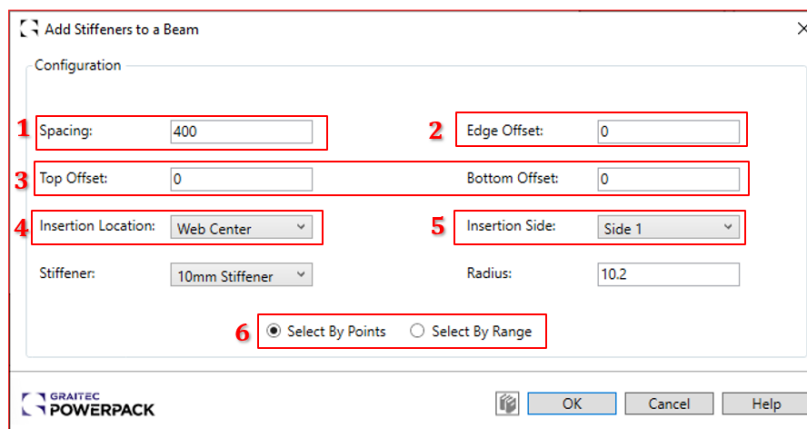 Add Stiffeners to a Beam
Configuration
1 Spacing: 400 2 Edge Offset: 0
3 Top Offset: 0 Bottom Offset: 0
4 Insertion Location: Web Center 5 Insertion Side: Side 1
Stiffener: 10mm Stiffener Radius: 10.2
6 Select By Points Select By Range
GRAITEC
POWERPACK
OK Cancel Help